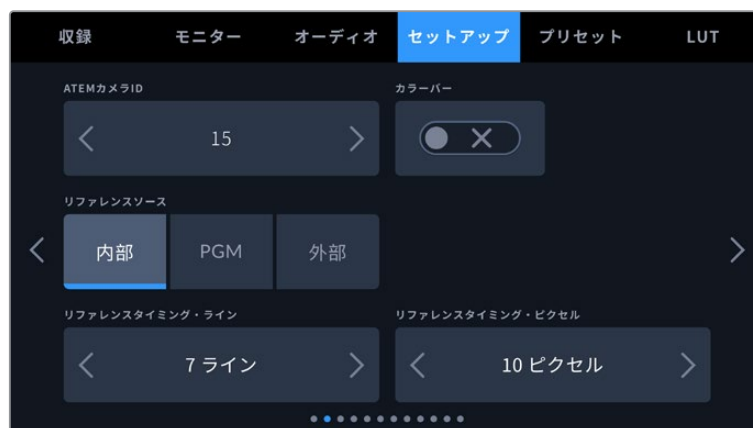 収録 モニター オーディオ セットアップ プリセット LUT
ATEMカメラID カラーバー
15
リファレンスソース
内部 PGM 外部
リファレンスタイミング・ライン リファレンスタイミング・ピクセル
7 ライン 10 ピクセル